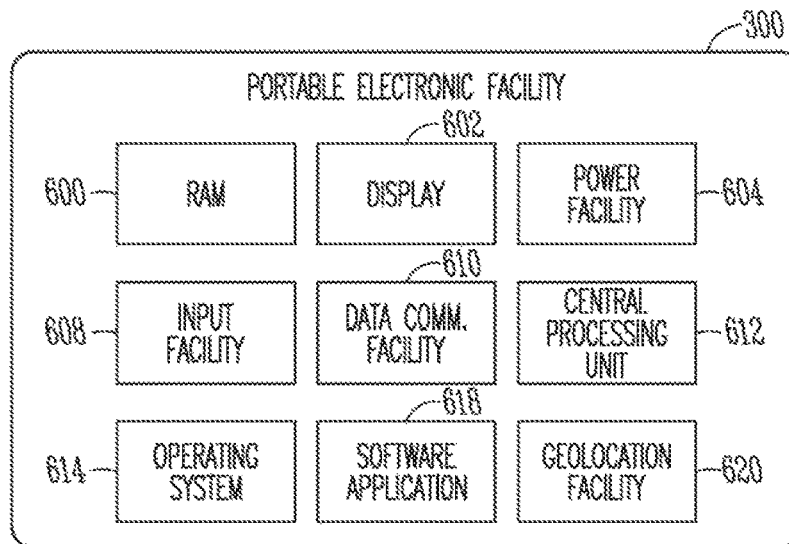 300
PORTABLE ELECTRONIC FACILITY
602
600
RAM
DISPLAY
POWER
FACILITY
604
610
608
INPUT
FACILITY
DATA COMM.
FACILITY
CENTRAL
PROCESSING
UNIT
612
618
614
OPERATING
SYSTEM
SOFTWARE
APPLICATION
GEOLOCATION
FACILITY
620